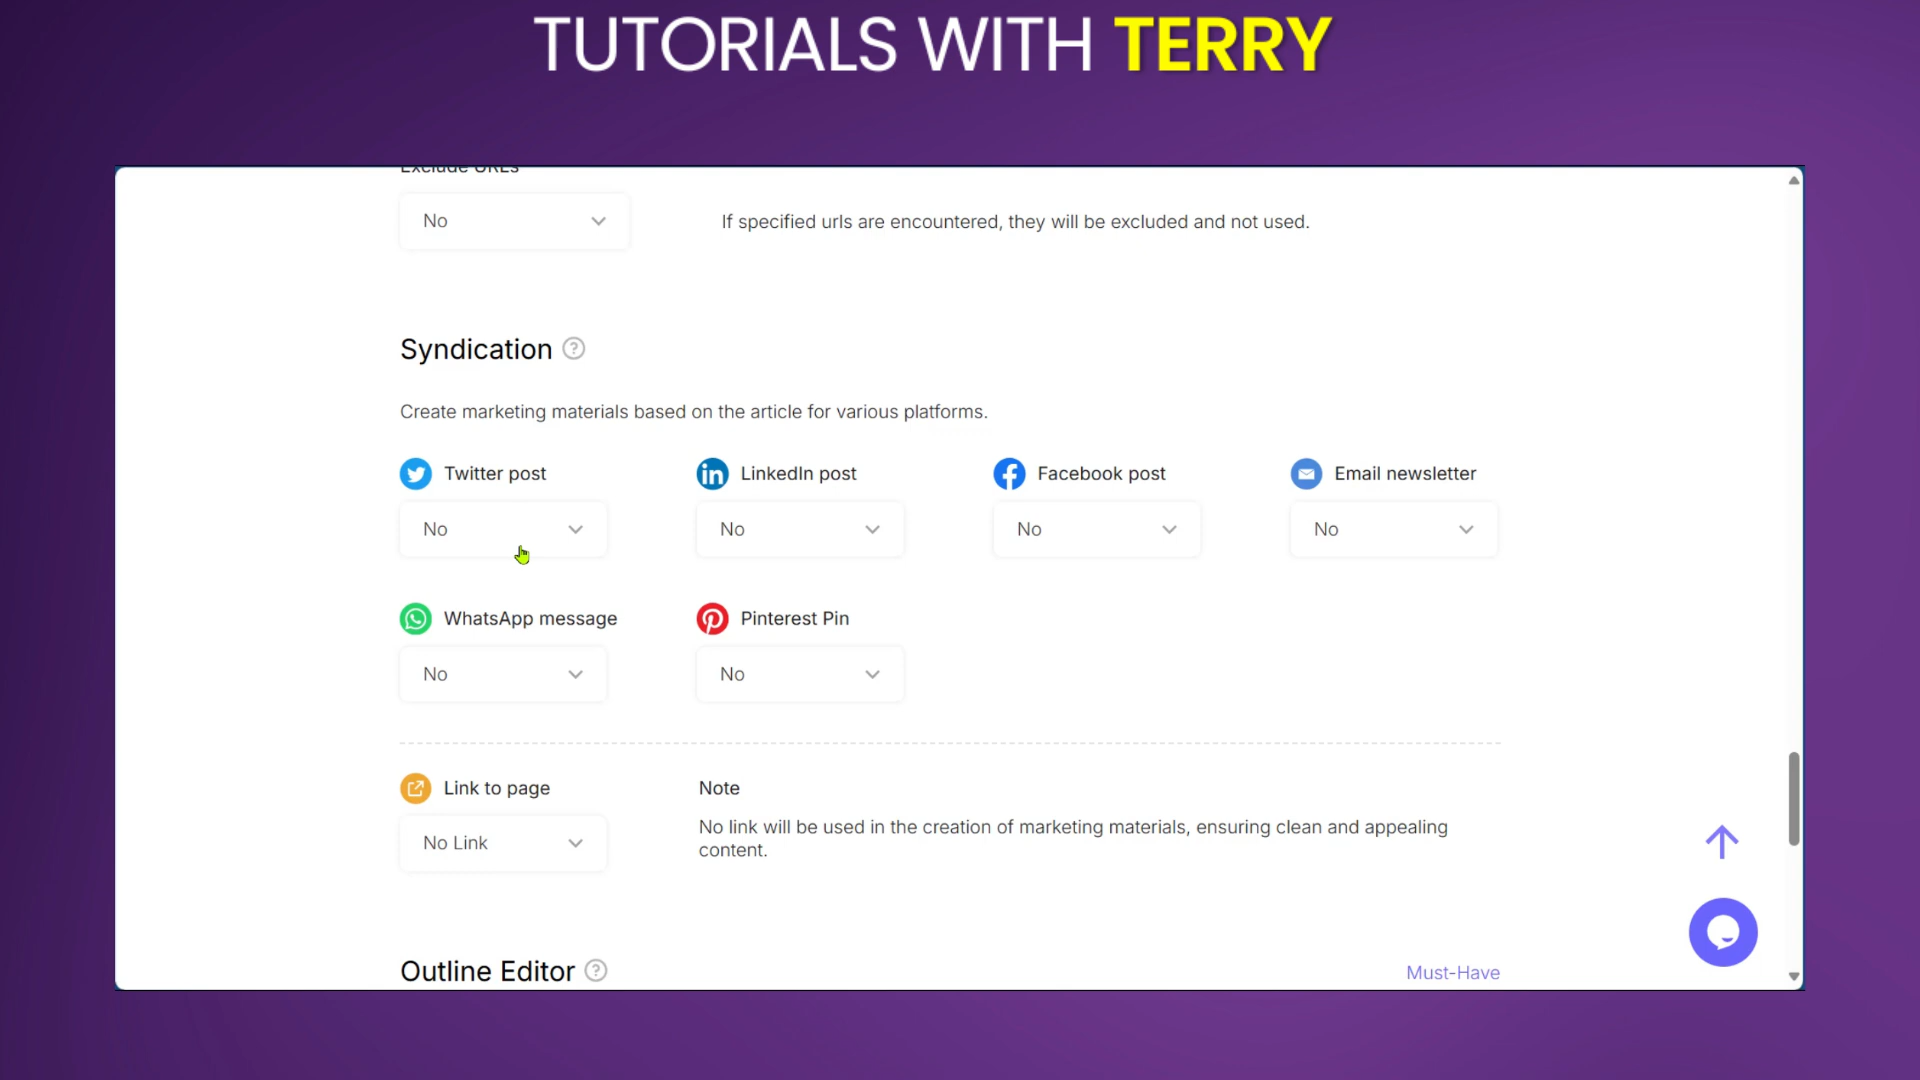 TUTORIALS WITH TERRY
Exclude URLs
No
If specified urls are encountered, they will be excluded and not used.
Syndication
Create marketing materials based on the article for various platforms.
Twitter post
LinkedIn post
Facebook post
Email newsletter
No
No
No
No
WhatsApp message
Pinterest Pin
No
No
Link to page
Note
No Link
No link will be used in the creation of marketing materials, ensuring clean and appealing
content.
Outline Editor
Must-Have